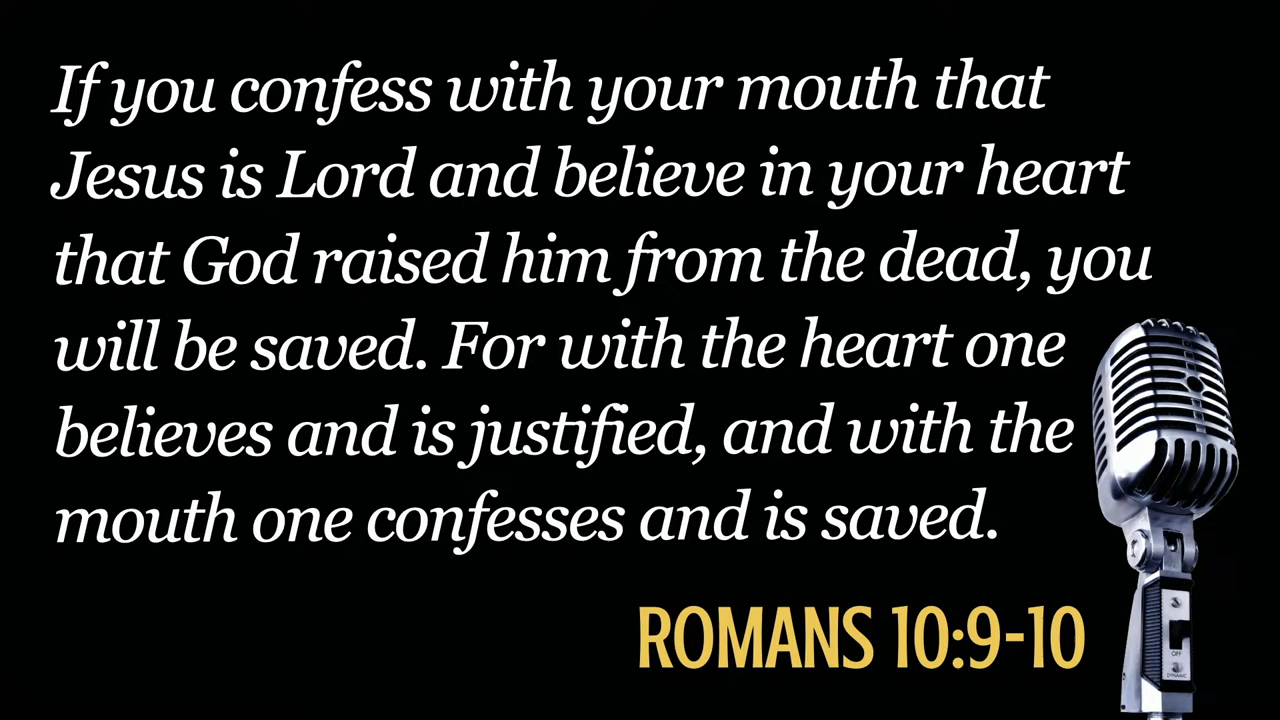 If you confess with your mouth that
Jesus is Lord and believe in your heart
that God raised him from the dead, you
will be saved. For with the heart one
believes and is justified, and with the
mouth one confesses and is saved.
ROMANS 10:9-10
OFF
DYNAMIC